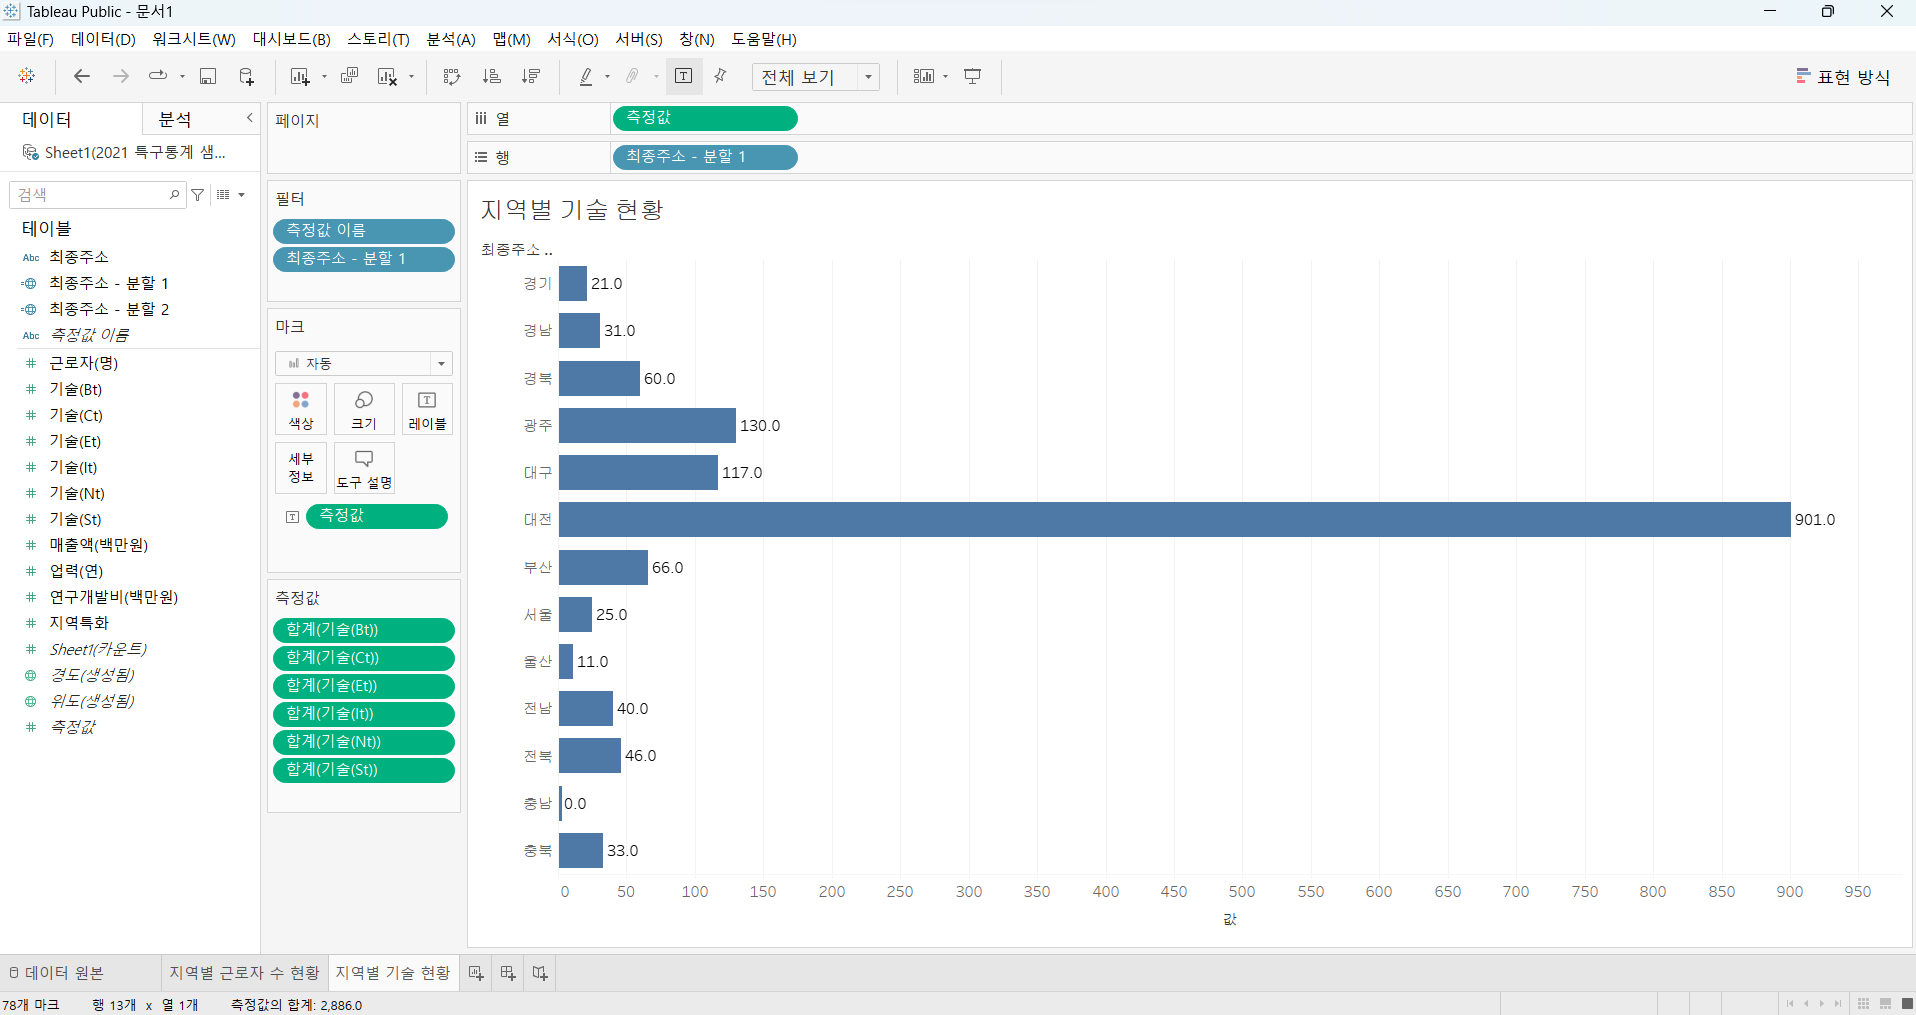 Tableau Public - 문서1
파일(F) 데이터(D) 워크시트(W) 대시보드(B) 스토리(T) 분석(A) 맵(M) 서식(O) 서버(S) 창(N) 도움말(H)
전체 보기
표현 방식
데이터 분석
Sheet1(2021 특구통계 샘...
검색
테이블
Abc 최종주소
최종주소 - 분할 1
최종주소 - 분할 2
Abc 측정값 이름
근로자(명)
기술(Bt)
기술(Ct)
기술(Et)
기술(It)
기술(Nt)
기술(St)
매출액(백만원)
업력(연)
연구개발비(백만원)
지역특화
Sheet1(카운트)
경도(생성됨)
위도(생성됨)
측정값
페이지
필터
측정값 이름
최종주소 - 분할 1
마크
자동
색상 크기 레이블
세부
정보
도구 설명
측정값
측정값
합계(기술(Bt))
합계(기술(Ct))
합계(기술(Et))
합계(기술(It))
합계(기술(Nt))
합계(기술(St))
열 측정값
행 최종주소 - 분할 1
지역별 기술 현황
최종주소 ..
경기 21.0
경남 31.0
경북 60.0
광주 130.0
대구 117.0
대전 901.0
부산 66.0
서울 25.0
울산 11.0
전남 40.0
전북 46.0
충남 0.0
충북 33.0
0 50 100 150 200 250 300 350 400 450 500 550 600 650 700 750 800 850 900 950
값
데이터 원본 지역별 근로자 수 현황 지역별 기술 현황
78개 마크 행 13개 x 열 1개 측정값의 합계: 2,886.0